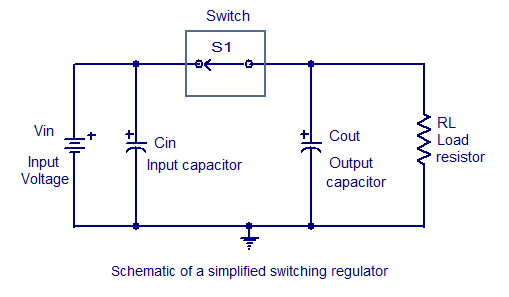 Switch
S1
Vin
+
Input
Voltage
+
Cin
Input capacitor
+
Cout
Output
capacitor
RL
Load
resistor
Schematic of a simplified switching regulator